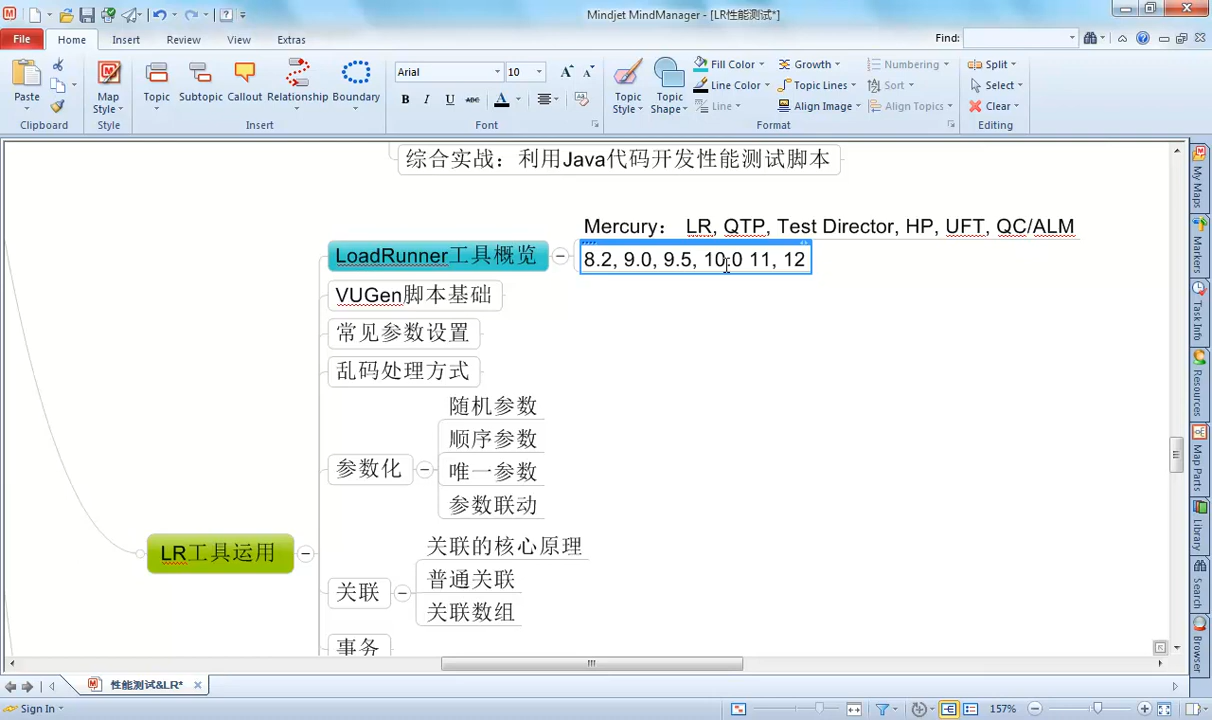 Mindjet MindManager - [LR性能测试*]
File
Home
Insert
Review
View
Extras
Find:
Paste
Clipboard
Map Style
Style
Topic
Subtopic
Callout
Relationship
Boundary
Insert
Arial
10
B I U abc A
Font
Topic Style
Topic Shape
Fill Color
Line Color
Line
Growth
Topic Lines
Align Image
Numbering
Sort
Align Topics
Format
Split
Select
Clear
Editing
综合实战：利用Java代码开发性能测试脚本
Mercury： LR, QTP, Test Director, HP, UFT, QC/ALM
LoadRunner工具概览
8.2, 9.0, 9.5, 10.0 11, 12
VUGen脚本基础
常见参数设置
乱码处理方式
随机参数
顺序参数
参数化
唯一参数
参数联动
LR工具运用
关联的核心原理
普通关联
关联
关联数组
事务
My Maps
Markers
Task Info
Resources
Map Parts
Library
Search
Browser
性能测试&LR*
Sign In
157%